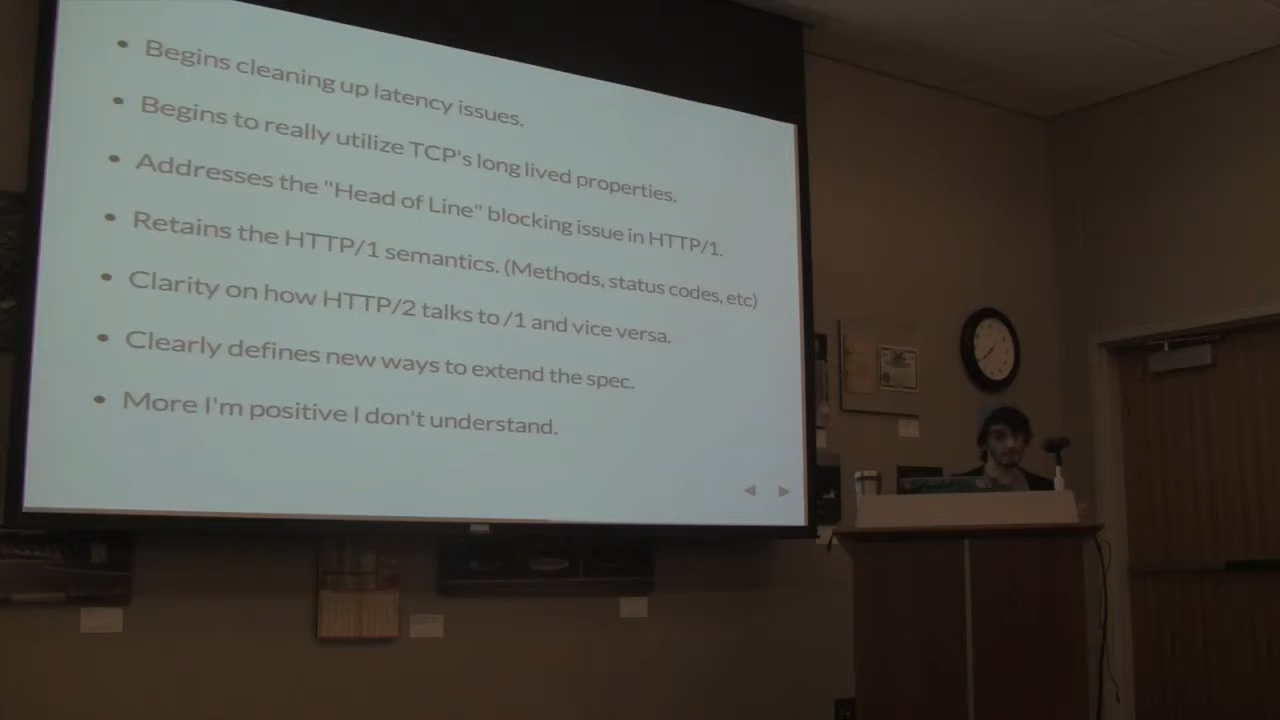 Begins cleaning up latency issues.
Begins to really utilize TCP's long lived properties.
Addresses the "Head of Line" blocking issue in HTTP/1.
Retains the HTTP/1 semantics. (Methods, status codes, etc)
Clarity on how HTTP/2 talks to /1 and vice versa.
Clearly defines new ways to extend the spec.
More I'm positive I don't understand.